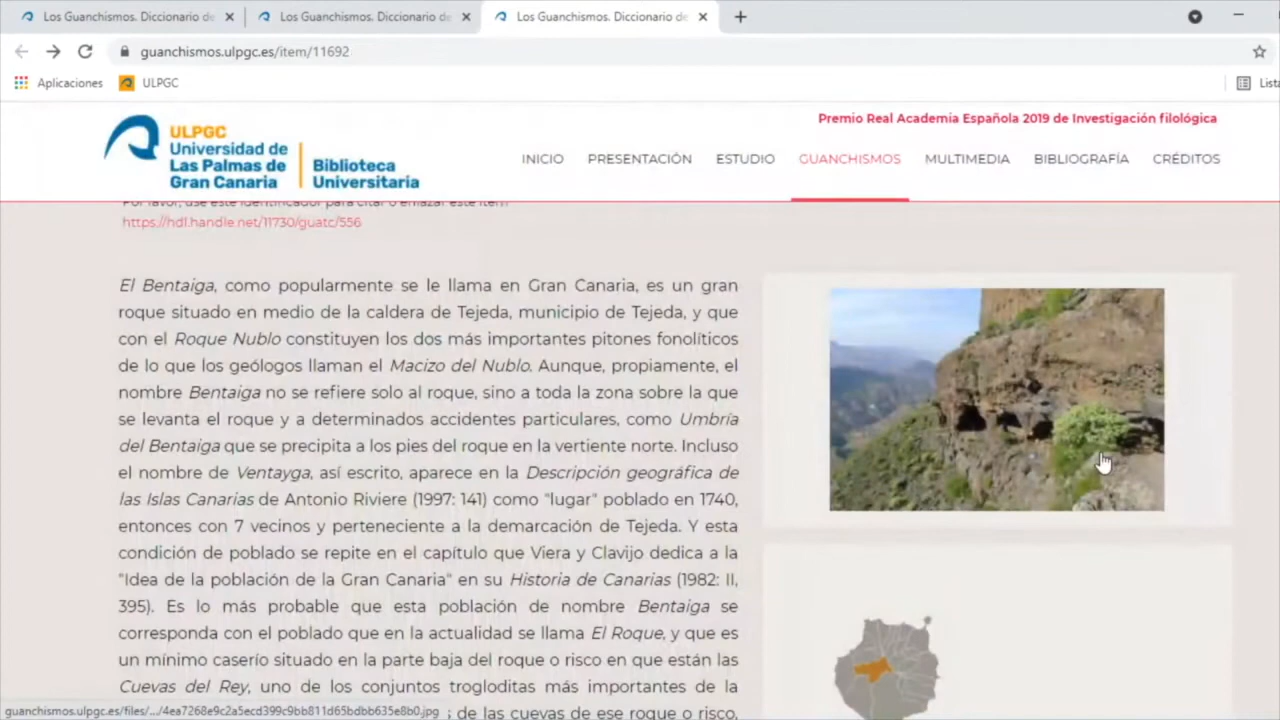 Los Guanchismos. Diccionario de
Los Guanchismos. Diccionario de
Los Guanchismos. Diccionario de
guanchismos.ulpgc.es/item/11692
Aplicaciones
ULPGC
Lista
Premio Real Academia Española 2019 de Investigación filológica
ULPGC
Universidad de
Las Palmas de
Gran Canaria
Biblioteca
Universitaria
INICIO
PRESENTACIÓN
ESTUDIO
GUANCHISMOS
MULTIMEDIA
BIBLIOGRAFÍA
CRÉDITOS
Por favor, use este identificador para citar o enlazar este ítem
https://hdl.handle.net/11730/guatc/556
El Bentaiga, como popularmente se le llama en Gran Canaria, es un gran
roque situado en medio de la caldera de Tejeda, municipio de Tejeda, y que
con el Roque Nublo constituyen los dos más importantes pitones fonolíticos
de lo que los geólogos llaman el Macizo del Nublo. Aunque, propiamente, el
nombre Bentaiga no se refiere solo al roque, sino a toda la zona sobre la que
se levanta el roque y a determinados accidentes particulares, como Umbría
del Bentaiga que se precipita a los pies del roque en la vertiente norte. Incluso
el nombre de Ventayga, así escrito, aparece en la Descripción geográfica de
las Islas Canarias de Antonio Riviere (1997: 141) como "lugar" poblado en 1740,
entonces con 7 vecinos y perteneciente a la demarcación de Tejeda. Y esta
condición de poblado se repite en el capítulo que Viera y Clavijo dedica a la
"Idea de la población de la Gran Canaria" en su Historia de Canarias (1982: II,
395). Es lo más probable que esta población de nombre Bentaiga se
corresponda con el poblado que en la actualidad se llama El Roque, y que es
un mínimo caserío situado en la parte baja del roque o risco en que están las
Cuevas del Rey, uno de los conjuntos trogloditas más importantes de la
; de las cuevas de ese roque o risco,
guanchismos.ulpgc.es/files/.../4ea7268e9c2a5ecd399c9bb811d65bdbb635e8b0.jpg